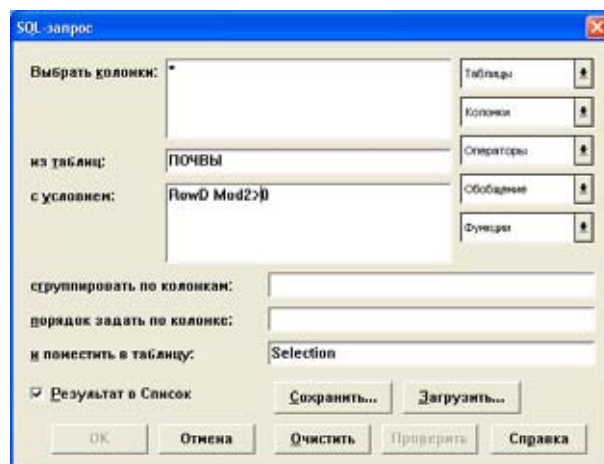 SQL-запрос
Выбрать колонки: *
Таблицы
Колонки
Операторы
из таблиц: ПОЧВЫ
с условием: RowD Mod2>0
Обобщение
Функции
сгруппировать по колонкам:
порядок задать по колонке:
и поместить в таблицу: Selection
Результат в Список
Сохранить... Загрузить...
OK Отмена Очистить Проверить Справка